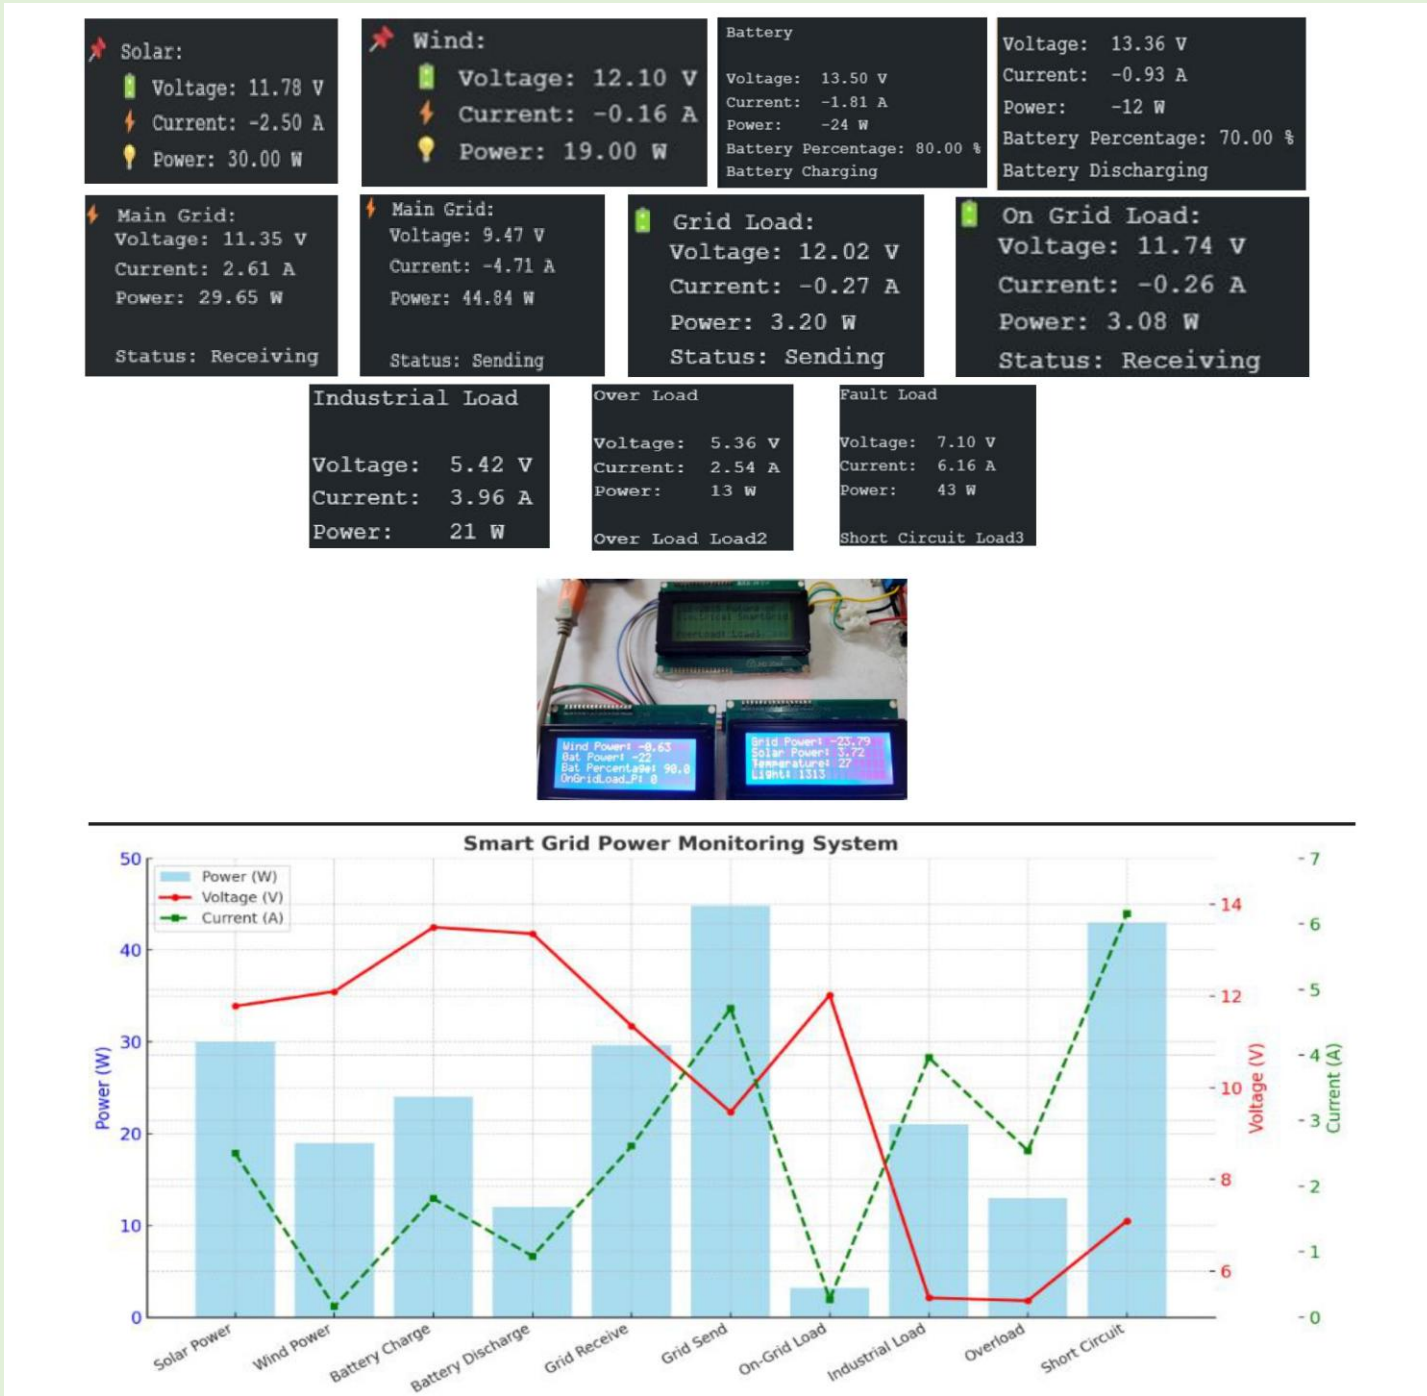 Solar:
Voltage: 11.78 V
Current: -2.50 A
Power: 30.00 W
Wind:
Voltage: 12.10 V
Current: -0.16 A
Power: 19.00 W
Battery
Voltage: 13.50 V
Current: -1.81 A
Power: -24 W
Battery Percentage: 80.00 %
Battery Charging
Voltage: 13.36 V
Current: -0.93 A
Power: -12 W
Battery Percentage: 70.00 %
Battery Discharging
Main Grid:
Voltage: 11.35 V
Current: 2.61 A
Power: 29.65 W
Status: Receiving
Main Grid:
Voltage: 9.47 V
Current: -4.71 A
Power: 44.84 W
Status: Sending
Grid Load:
Voltage: 12.02 V
Current: -0.27 A
Power: 3.20 W
Status: Sending
On Grid Load:
Voltage: 11.74 V
Current: -0.26 A
Power: 3.08 W
Status: Receiving
Industrial Load
Voltage: 5.42 V
Current: 3.96 A
Power: 21 W
Over Load
Voltage: 5.36 V
Current: 2.54 A
Power: 13 W
Over Load Load2
Fault Load
Voltage: 7.10 V
Current: 6.16 A
Power: 43 W
Short Circuit Load3
Wind Power: -0.63
Bat Power: -22
Bat Percentage: 90.0
OnGridLoad_P: 0
Grid Power: -23.79
Solar Power: 3.72
Temperature: 27
Light: 1313
Smart Grid Power Monitoring System
Power (W)
Voltage (V)
Current (A)
50
40
30
20
10
0
Power (W)
14
12
10
8
6
Voltage (V)
7
6
5
4
3
2
1
0
Current (A)
Solar Power
Wind Power
Battery Charge
Battery Discharge
Grid Receive
Grid Send
On-Grid Load
Industrial Load
Overload
Short Circuit